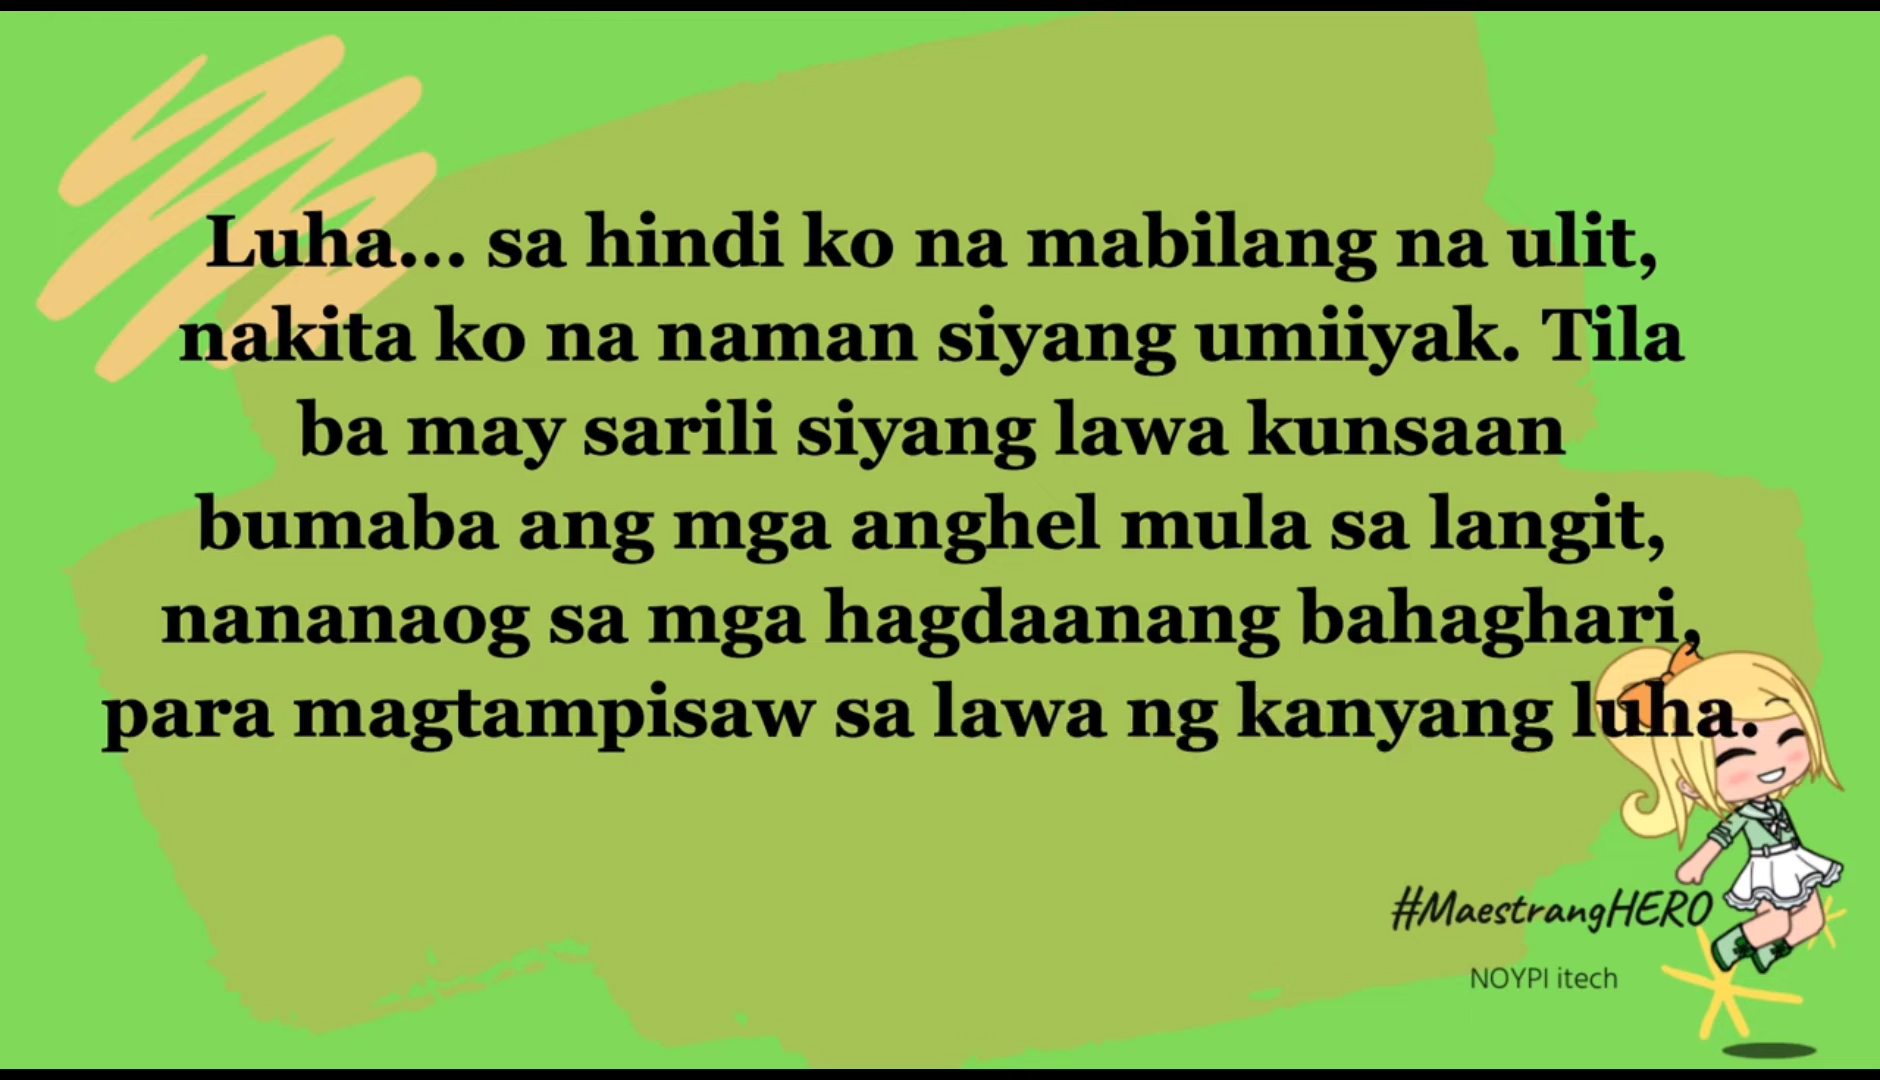 Luha... sa hindi ko na mabilang na ulit,
nakita ko na naman siyang umiiyak. Tila
ba may sarili siyang lawa kunsaan
bumaba ang mga anghel mula sa langit,
nananaog sa mga hagdaanang bahaghari,
para magtampisaw sa lawa ng kanyang luha.
#MaestrangHERO
NOYPI itech